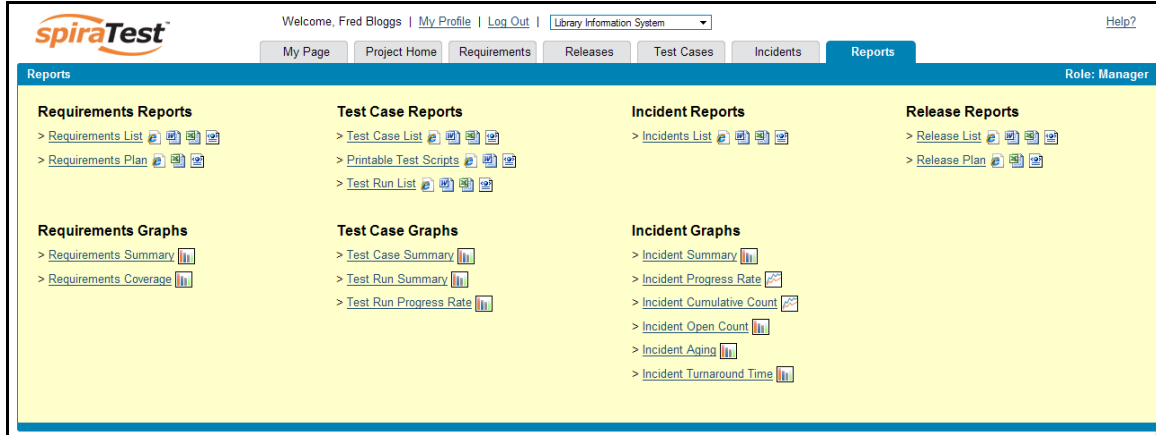 spiraTest™
Welcome, Fred Bloggs | My Profile | Log Out | Library Information System Help?
My Page Project Home Requirements Releases Test Cases Incidents Reports
Reports Role: Manager
Requirements Reports
> Requirements List
> Requirements Plan
Test Case Reports
> Test Case List
> Printable Test Scripts
> Test Run List
Incident Reports
> Incidents List
Release Reports
> Release List
> Release Plan
Requirements Graphs
> Requirements Summary
> Requirements Coverage
Test Case Graphs
> Test Case Summary
> Test Run Summary
> Test Run Progress Rate
Incident Graphs
> Incident Summary
> Incident Progress Rate
> Incident Cumulative Count
> Incident Open Count
> Incident Aging
> Incident Turnaround Time